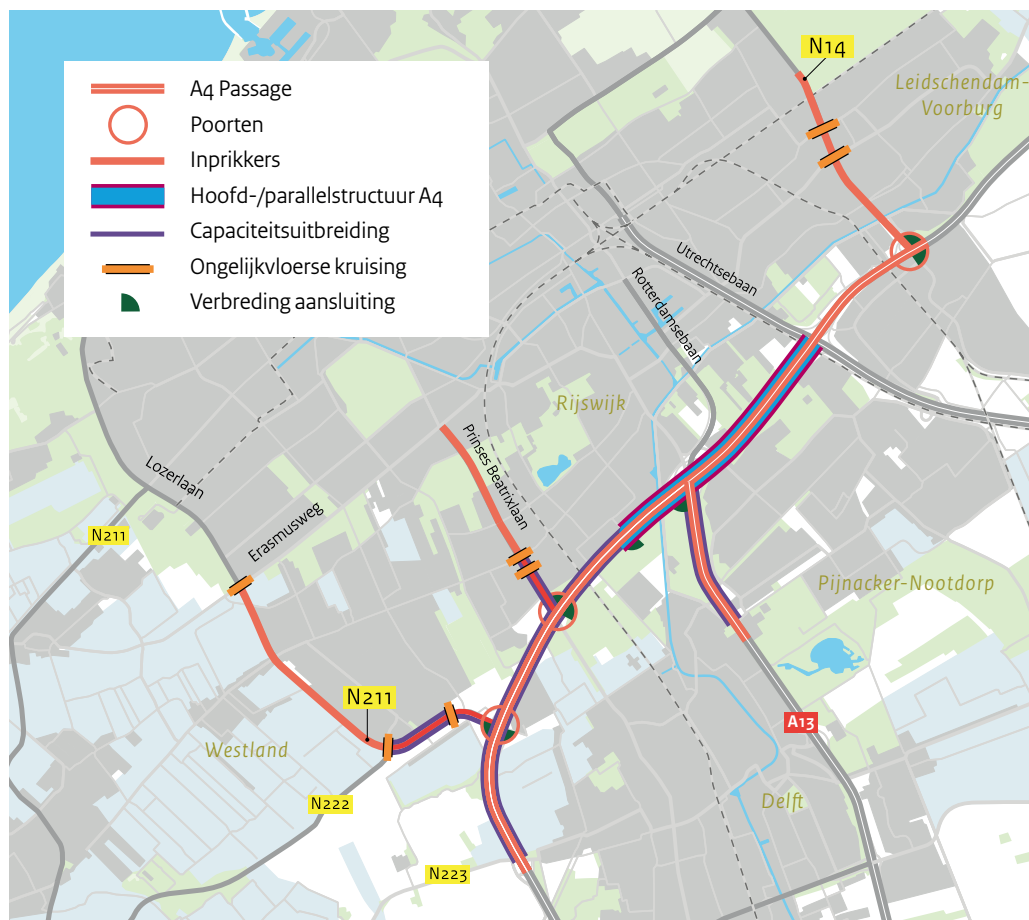 A4 Passage
Poorten
Inprikkers
Hoofd-/parallelstructuur A4
Capaciteitsuitbreiding
Ongelijkvloerse kruising
Verbreding aansluiting
N14
Leidschendam-
Voorburg
Utrechtsebaan
Rotterdamsebaan
Rijswijk
Prinses Beatrixlaan
Lozerlaan
Erasmusweg
N211
Pijnacker-Nootdorp
N211
A13
Westland
N222
Delft
N223